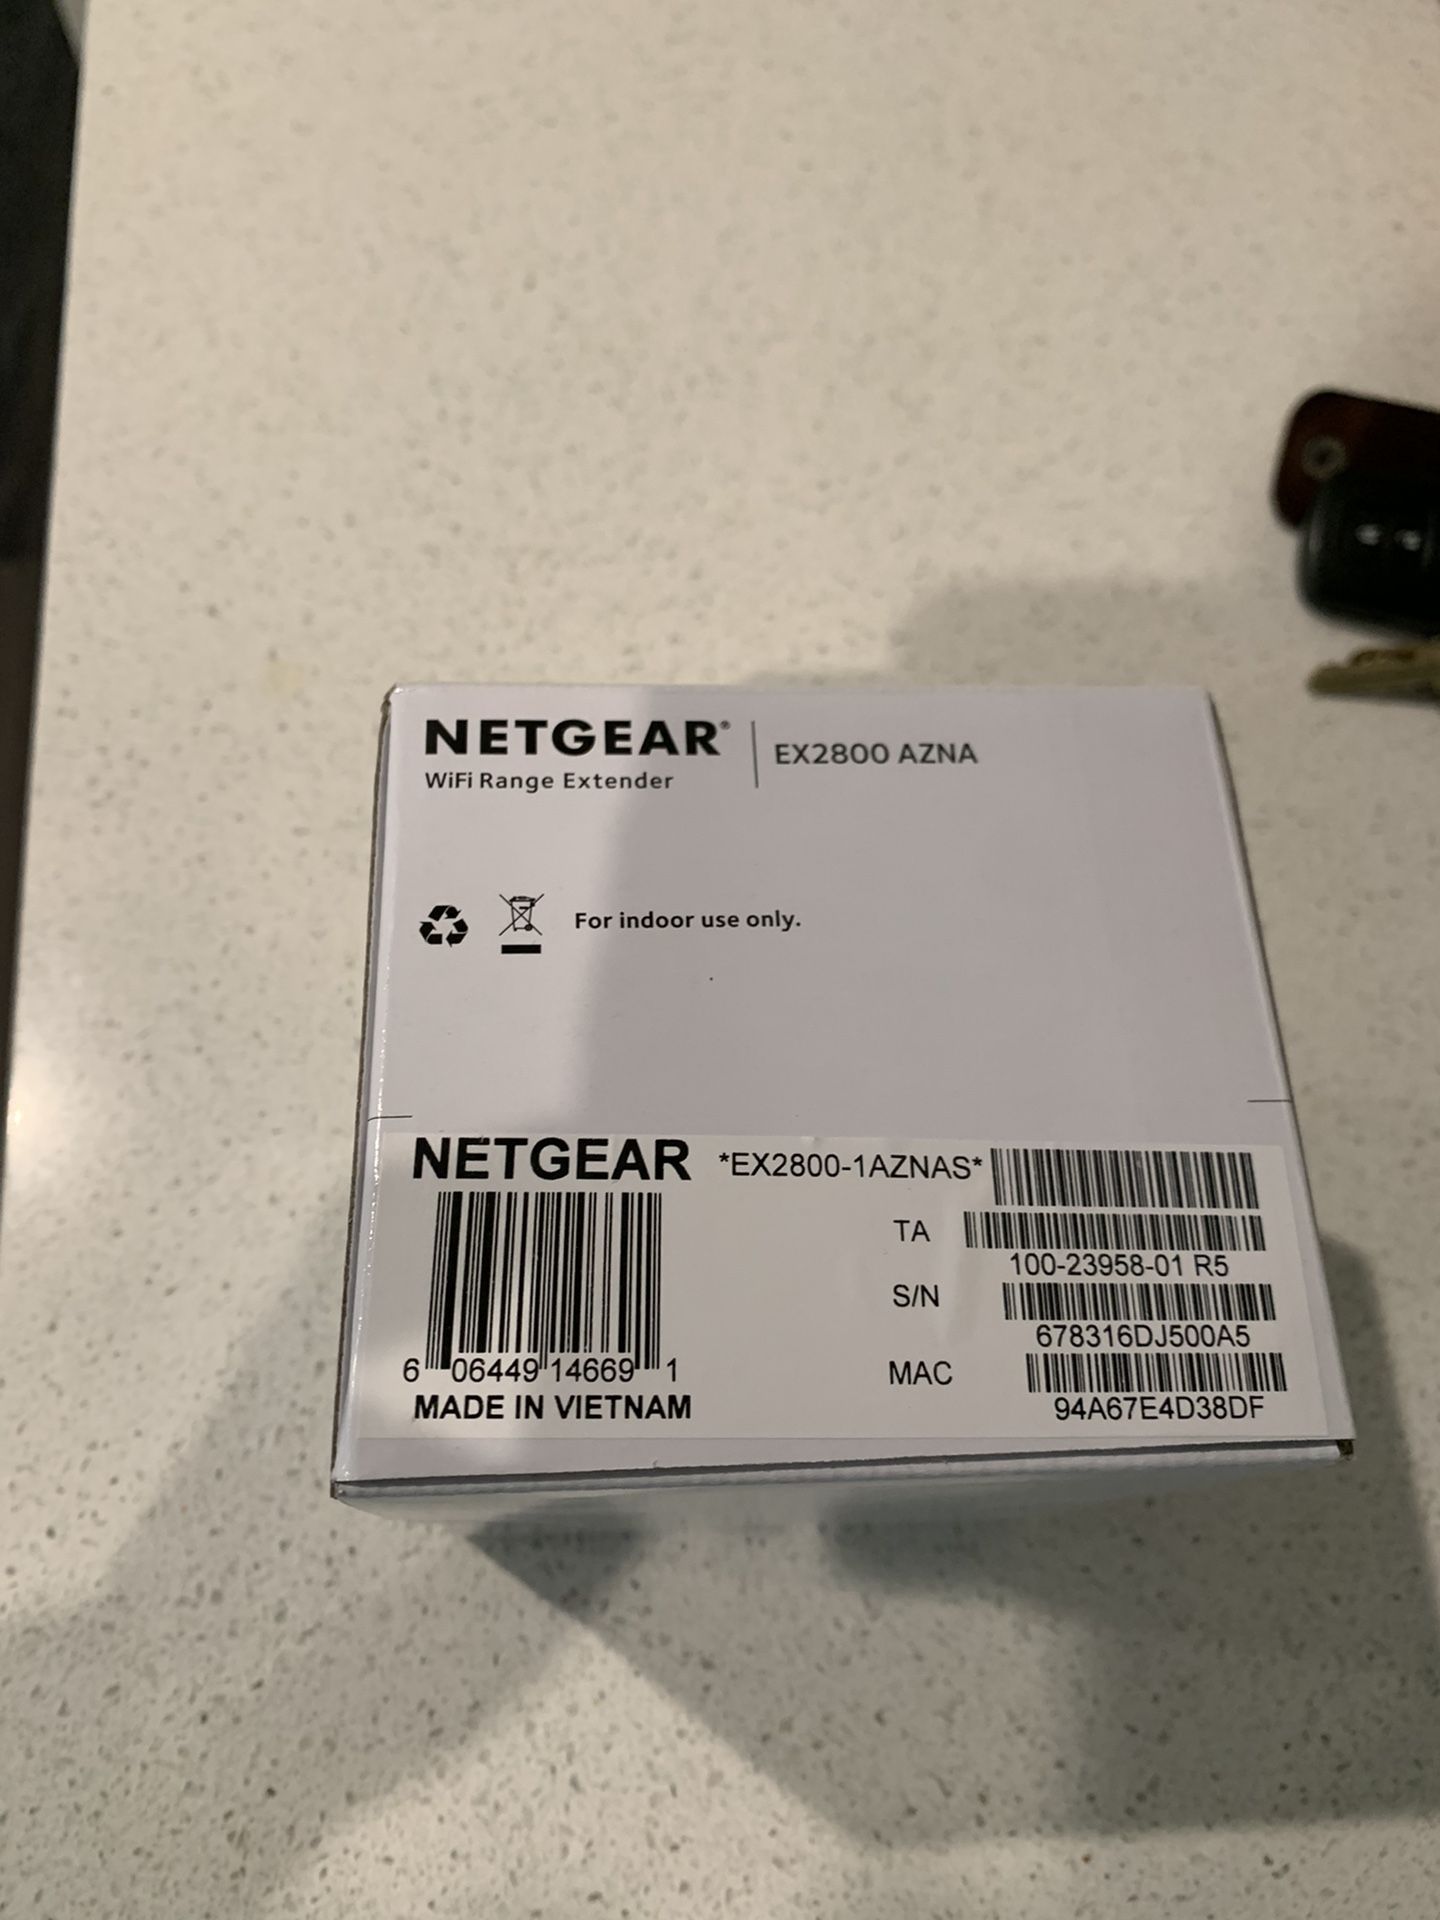 NETGEAR®
WiFi Range Extender
EX2800 AZNA
For indoor use only.
NETGEAR
*EX2800-1AZNAS*
TA
100-23958-01 R5
S/N
678316DJ500A5
MAC
94A67E4D38DF
6 06449 14669 1
MADE IN VIETNAM